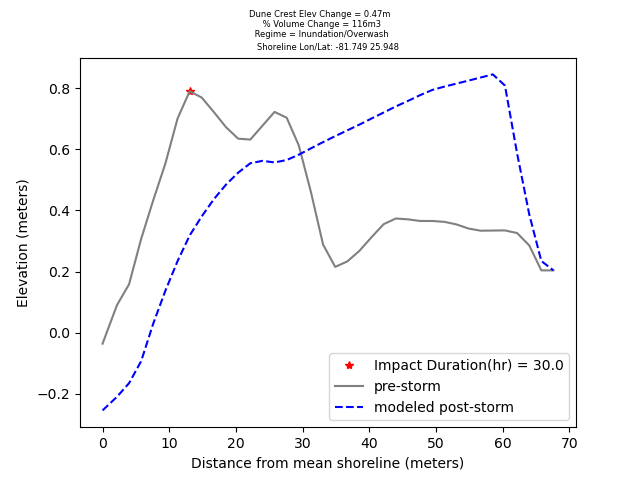 Dune Crest Elev Change = 0.47m
% Volume Change = 116m3
Regime = Inundation/Overwash
Shoreline Lon/Lat: -81.749 25.948
0.8
0.6
0.4
0.2
0.0
−0.2
Elevation (meters)
Impact Duration(hr) = 30.0
pre-storm
modeled post-storm
0 10 20 30 40 50 60 70
Distance from mean shoreline (meters)